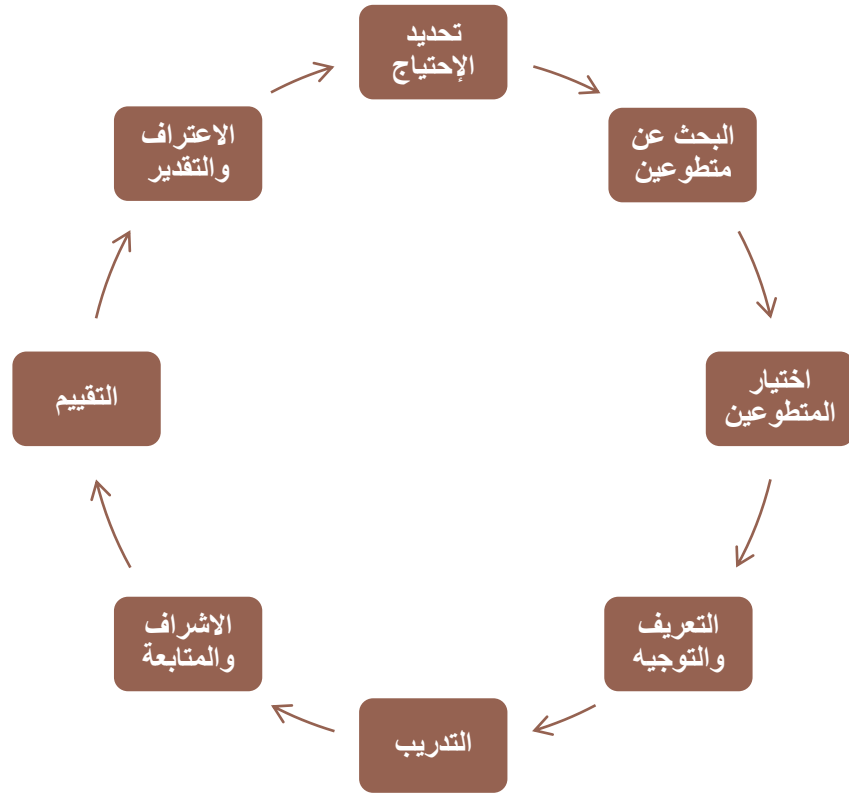 تحديد
الإحتياج
البحث عن
متطوعين
اختيار
المتطوعين
التعريف
والتوجيه
التدريب
الاشراف
والمتابعة
التقييم
الاعتراف
والتقدير